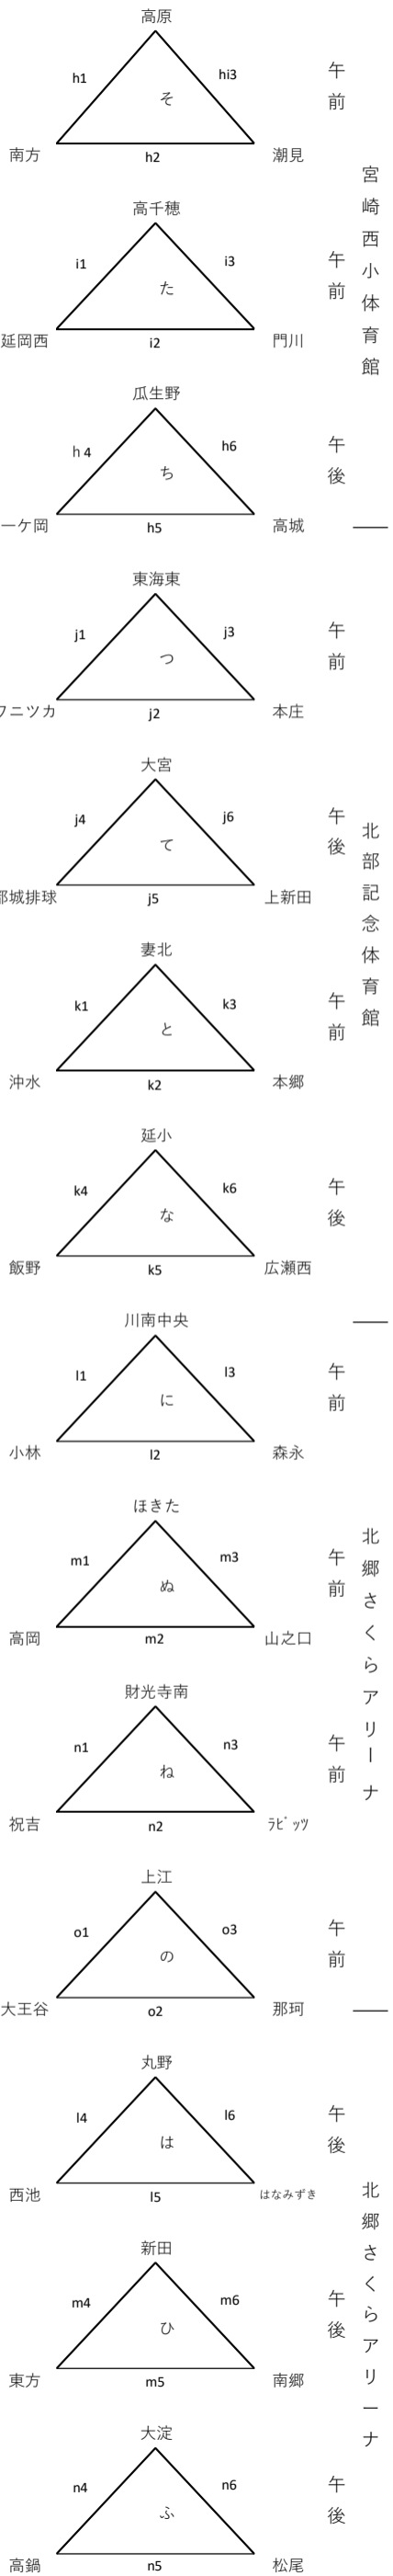 高原
h1
hi3
そ
午前
南方
h2
潮見
宮崎西小体育館
高千穂
i1
i3
た
午前
延岡西
i2
門川
瓜生野
ｈ4
h6
ち
午後
一ケ岡
h5
高城
東海東
j1
j3
つ
午前
ワニツカ
j2
本庄
大宮
j4
j6
て
午後
都城排球
j5
上新田
北部記念体育館
妻北
k1
k3
と
午前
沖水
k2
本郷
延小
k4
k6
な
午後
飯野
k5
広瀬西
川南中央
l1
l3
に
午前
小林
l2
森永
ほきた
m1
m3
ぬ
午前
高岡
m2
山之口
北郷さくらアリーナ
財光寺南
n1
n3
ね
午前
祝吉
n2
ﾗﾋﾞｯﾂ
上江
o1
o3
の
午前
大王谷
o2
那珂
丸野
l4
l6
は
午後
西池
l5
はなみずき
北郷さくらアリーナ
新田
m4
m6
ひ
午後
東方
m5
南郷
大淀
n4
n6
ふ
午後
高鍋
n5
松尾